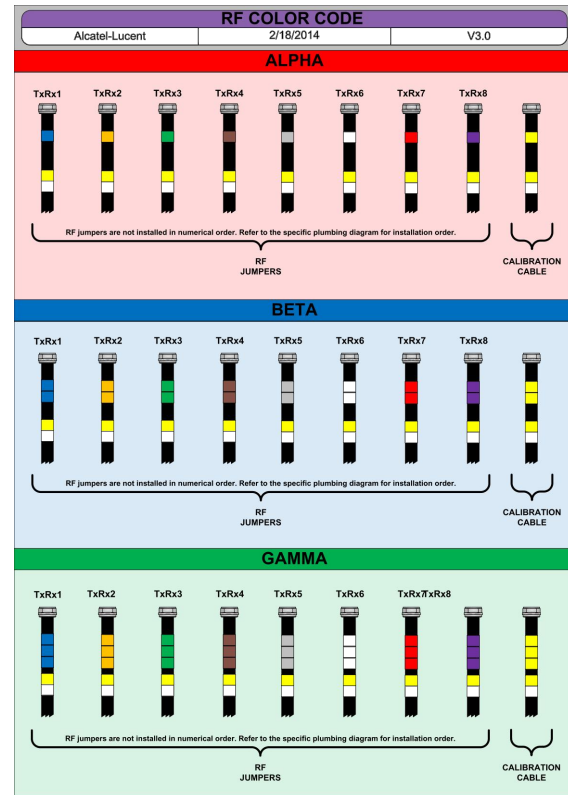 RF COLOR CODE
Alcatel-Lucent 2/18/2014 V3.0
ALPHA
TxRx1 TxRx2 TxRx3 TxRx4 TxRx5 TxRx6 TxRx7 TxRx8
RF jumpers are not installed in numerical order. Refer to the specific plumbing diagram for installation order.
RF
JUMPERS
CALIBRATION
CABLE
BETA
TxRx1 TxRx2 TxRx3 TxRx4 TxRx5 TxRx6 TxRx7 TxRx8
RF jumpers are not installed in numerical order. Refer to the specific plumbing diagram for installation order.
RF
JUMPERS
CALIBRATION
CABLE
GAMMA
TxRx1 TxRx2 TxRx3 TxRx4 TxRx5 TxRx6 TxRx7TxRx8
RF jumpers are not installed in numerical order. Refer to the specific plumbing diagram for installation order.
RF
JUMPERS
CALIBRATION
CABLE